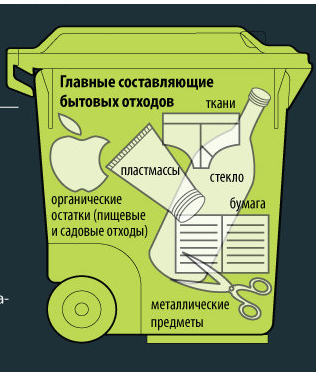 Главные составляющие
бытовых отходов
ткани
пластмассы
стекло
органические
остатки (пищевые
и садовые отходы)
бумага
а-
металлические
предметы